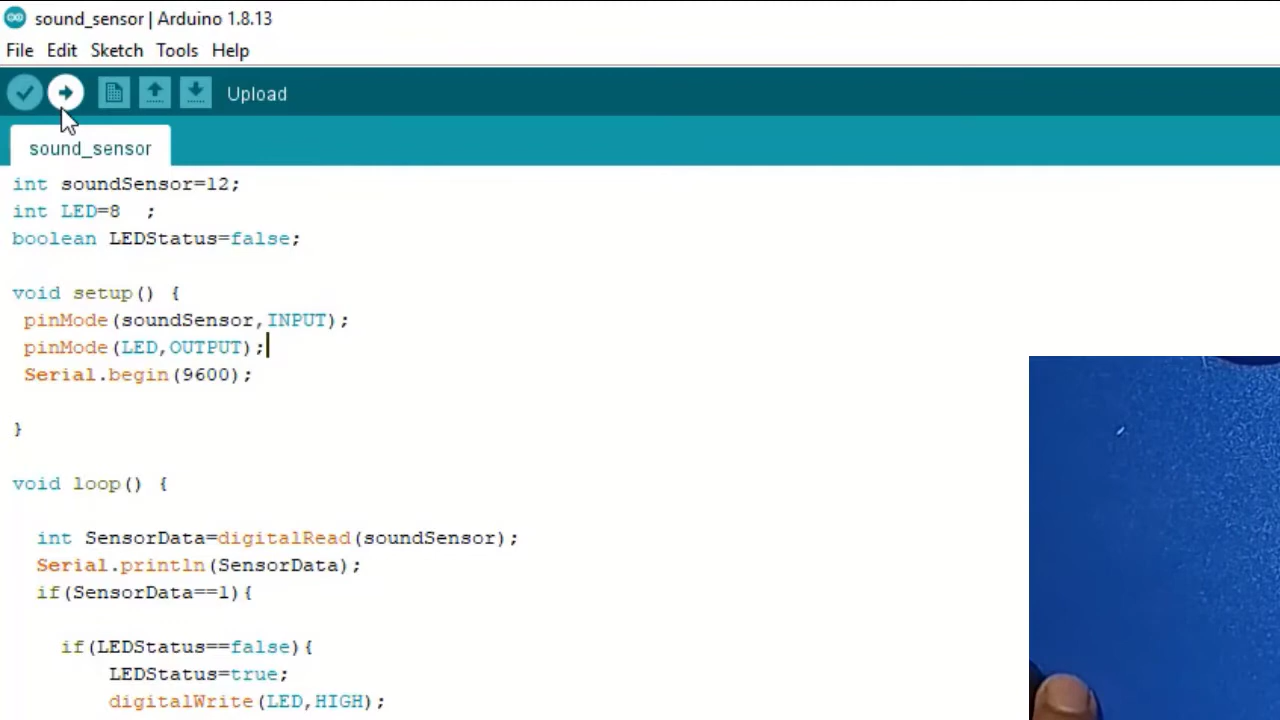 sound_sensor | Arduino 1.8.13
File Edit Sketch Tools Help
Upload
sound_sensor
int soundSensor=12;
int LED=8  ;
boolean LEDStatus=false;
void setup() {
pinMode(soundSensor,INPUT);
pinMode(LED,OUTPUT);
Serial.begin(9600);
}
void loop() {
int SensorData=digitalRead(soundSensor);
Serial.println(SensorData);
if(SensorData==1){
if(LEDStatus==false){
LEDStatus=true;
digitalWrite(LED,HIGH);